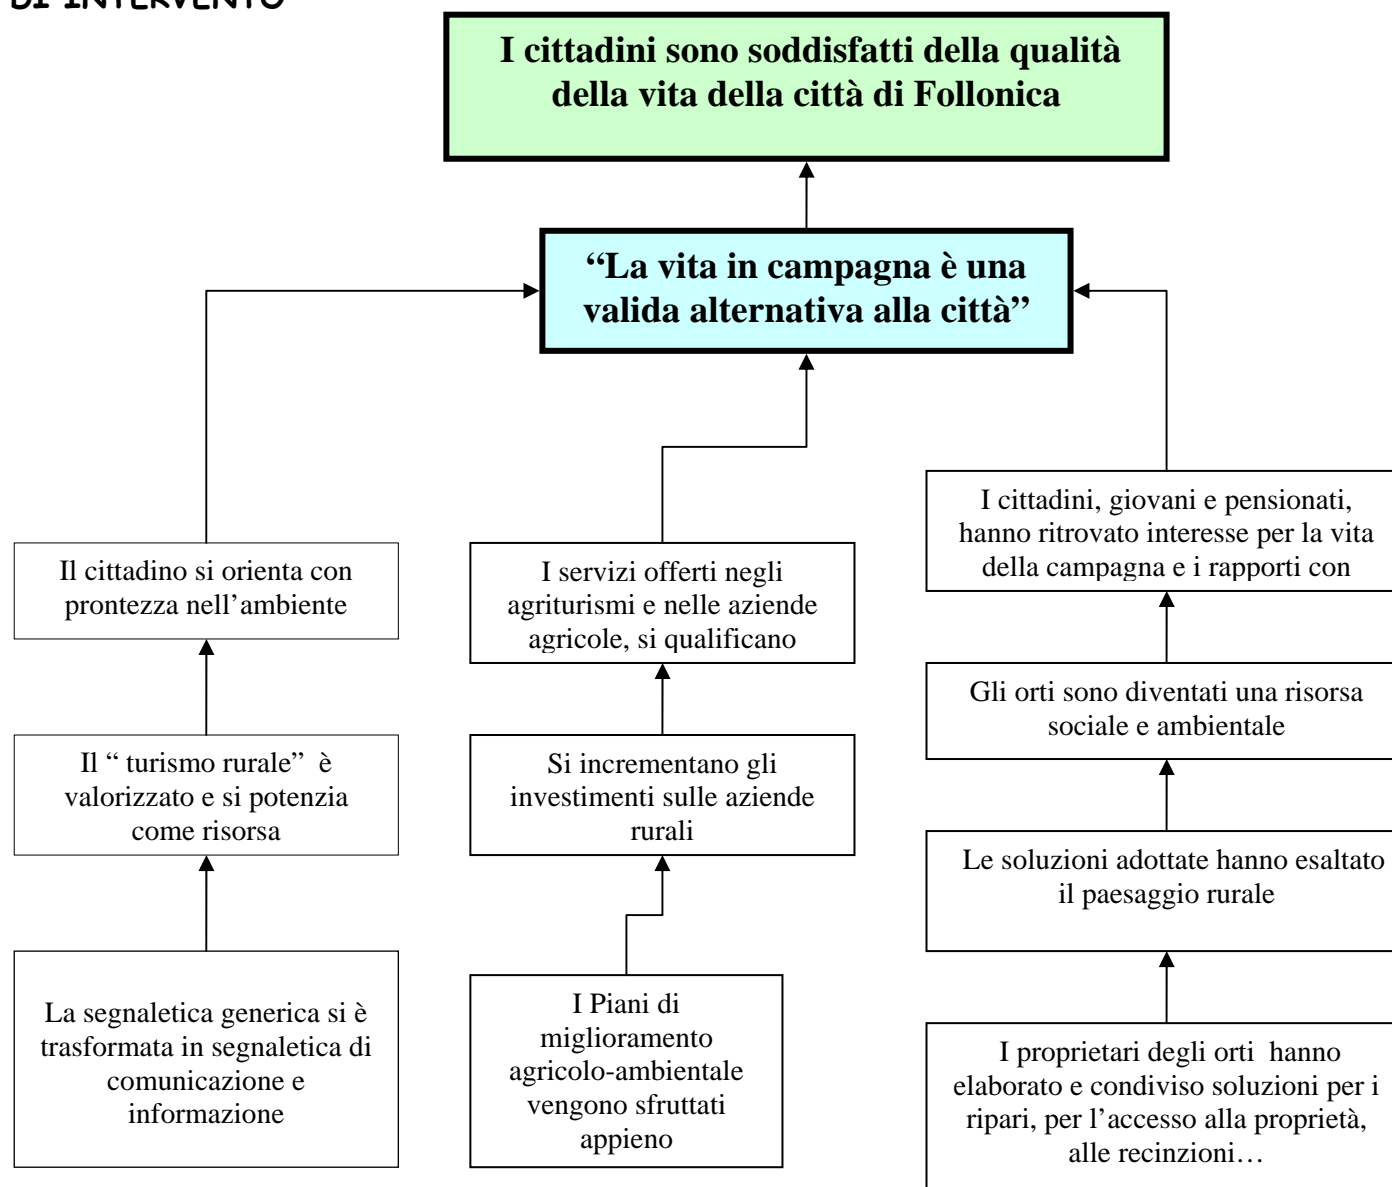 DI INTERVENTO
I cittadini sono soddisfatti della qualità
della vita della città di Follonica
“La vita in campagna è una
valida alternativa alla città”
Il cittadino si orienta con
prontezza nell’ambiente
Il “ turismo rurale” è
valorizzato e si potenzia
come risorsa
La segnaletica generica si è
trasformata in segnaletica di
comunicazione e
informazione
I servizi offerti negli
agriturismi e nelle aziende
agricole, si qualificano
Si incrementano gli
investimenti sulle aziende
rurali
I Piani di
miglioramento
agricolo-ambientale
vengono sfruttati
appieno
I cittadini, giovani e pensionati,
hanno ritrovato interesse per la vita
della campagna e i rapporti con
Gli orti sono diventati una risorsa
sociale e ambientale
Le soluzioni adottate hanno esaltato
il paesaggio rurale
I proprietari degli orti hanno
elaborato e condiviso soluzioni per i
ripari, per l’accesso alla proprietà,
alle recinzioni…